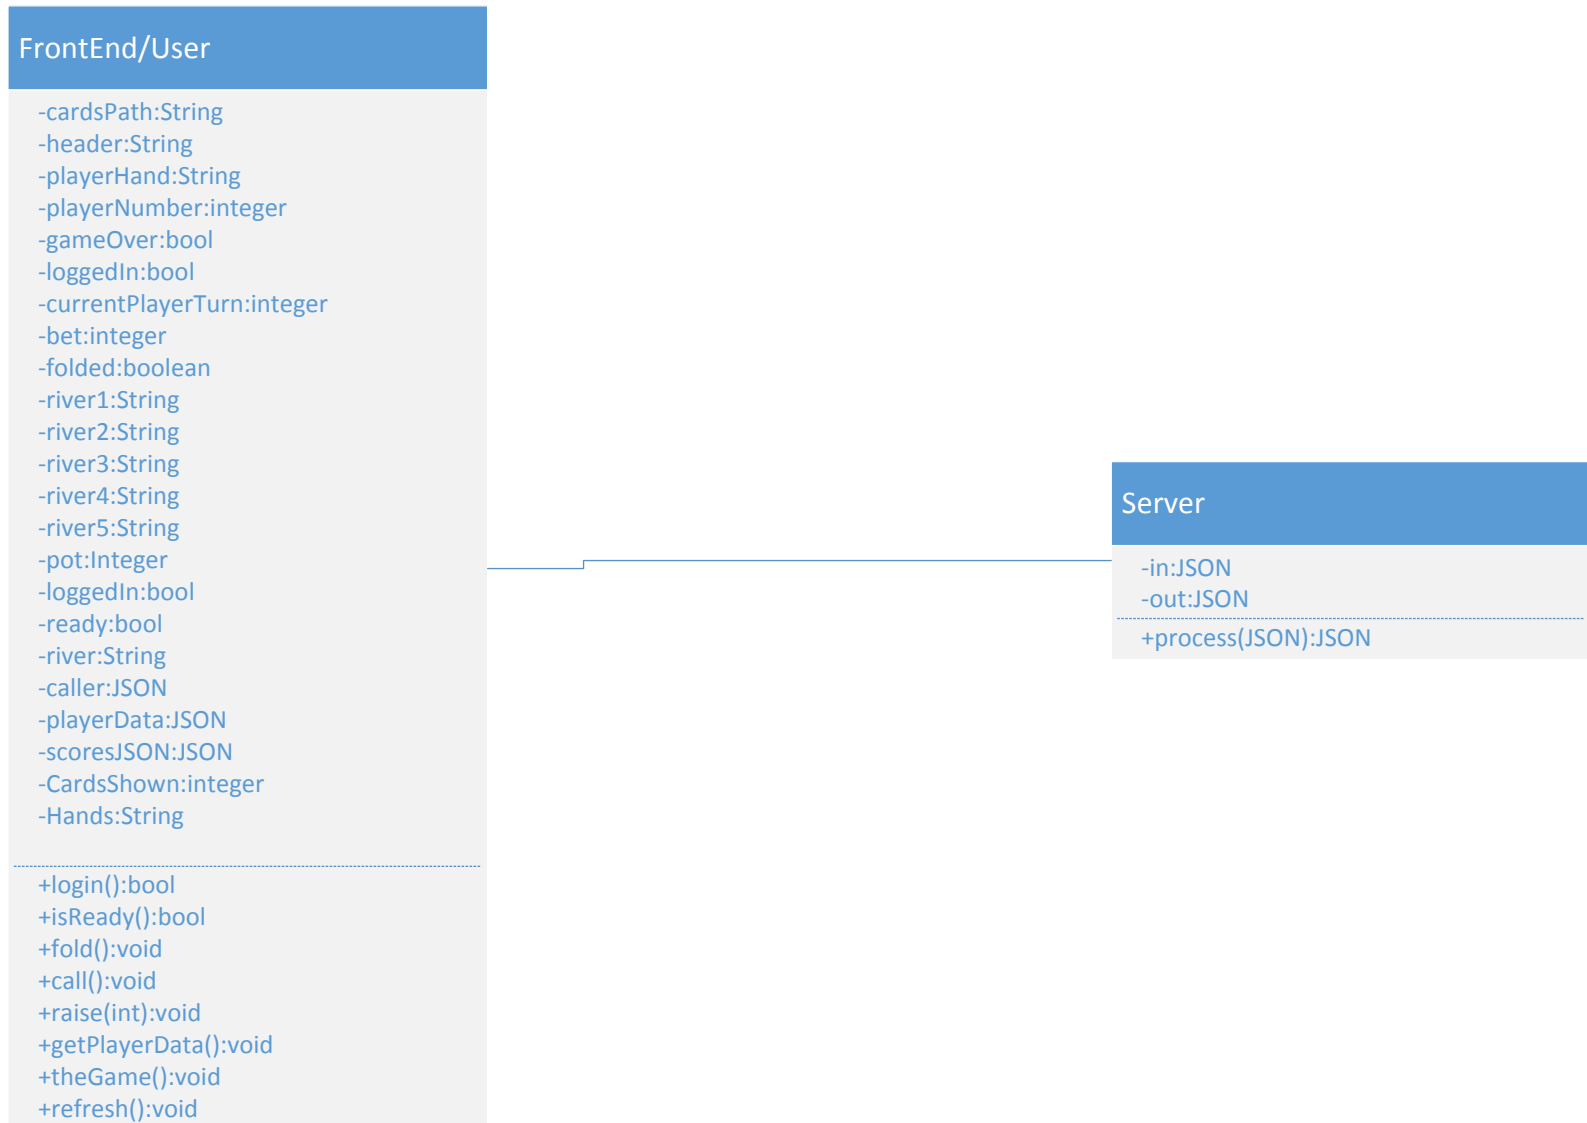 FrontEnd/User
-cardsPath:String
-header:String
-playerHand:String
-playerNumber:integer
-gameOver:bool
-loggedIn:bool
-currentPlayerTurn:integer
-bet:integer
-folded:boolean
-river1:String
-river2:String
-river3:String
-river4:String
-river5:String
-pot:Integer
-loggedIn:bool
-ready:bool
-river:String
-caller:JSON
-playerData:JSON
-scoresJSON:JSON
-CardsShown:integer
-Hands:String
+login():bool
+isReady():bool
+fold():void
+call():void
+raise(int):void
+getPlayerData():void
+theGame():void
+refresh():void
Server
-in:JSON
-out:JSON
+process(JSON):JSON